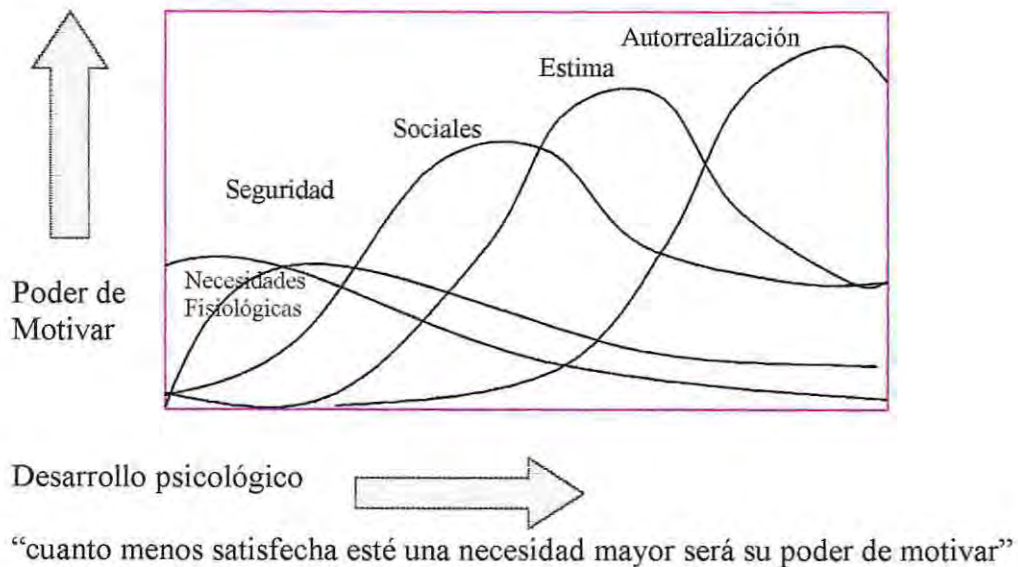 Autorrealización
Estima
Sociales
Seguridad
Necesidades
Fisiológicas
Poder de
Motivar
Desarrollo psicológico
“cuanto menos satisfecha esté una necesidad mayor será su poder de motivar”